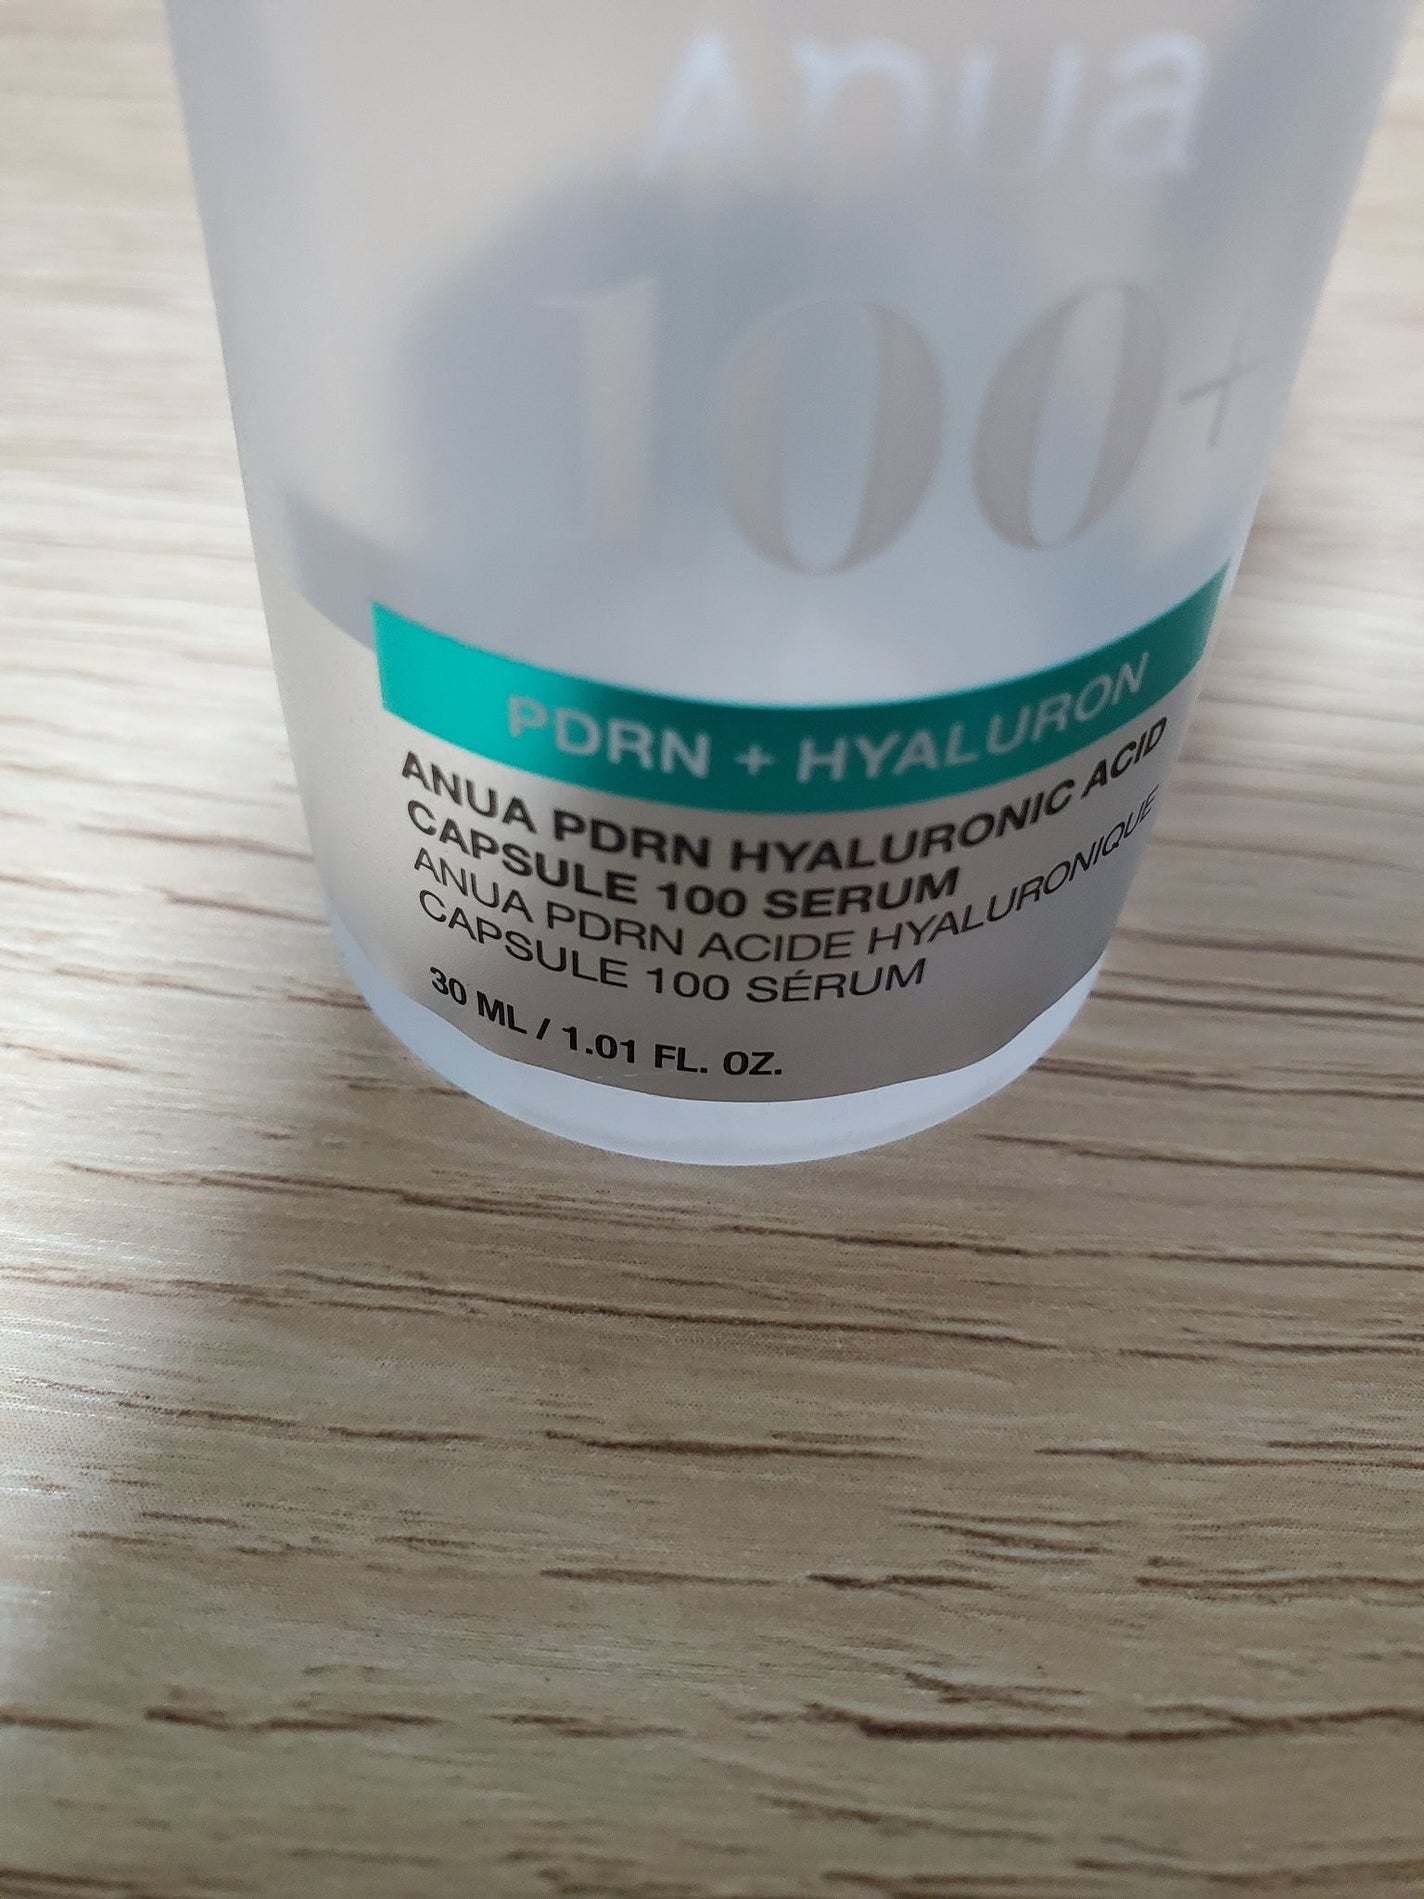 Anua
100+
PDRN + HYALURON
ANUA PDRN HYALURONIC ACID
CAPSULE 100 SERUM
ANUA PDRN ACIDE HYALURONIQUE
CAPSULE 100 SÉRUM
30 ML / 1.01 FL. OZ.